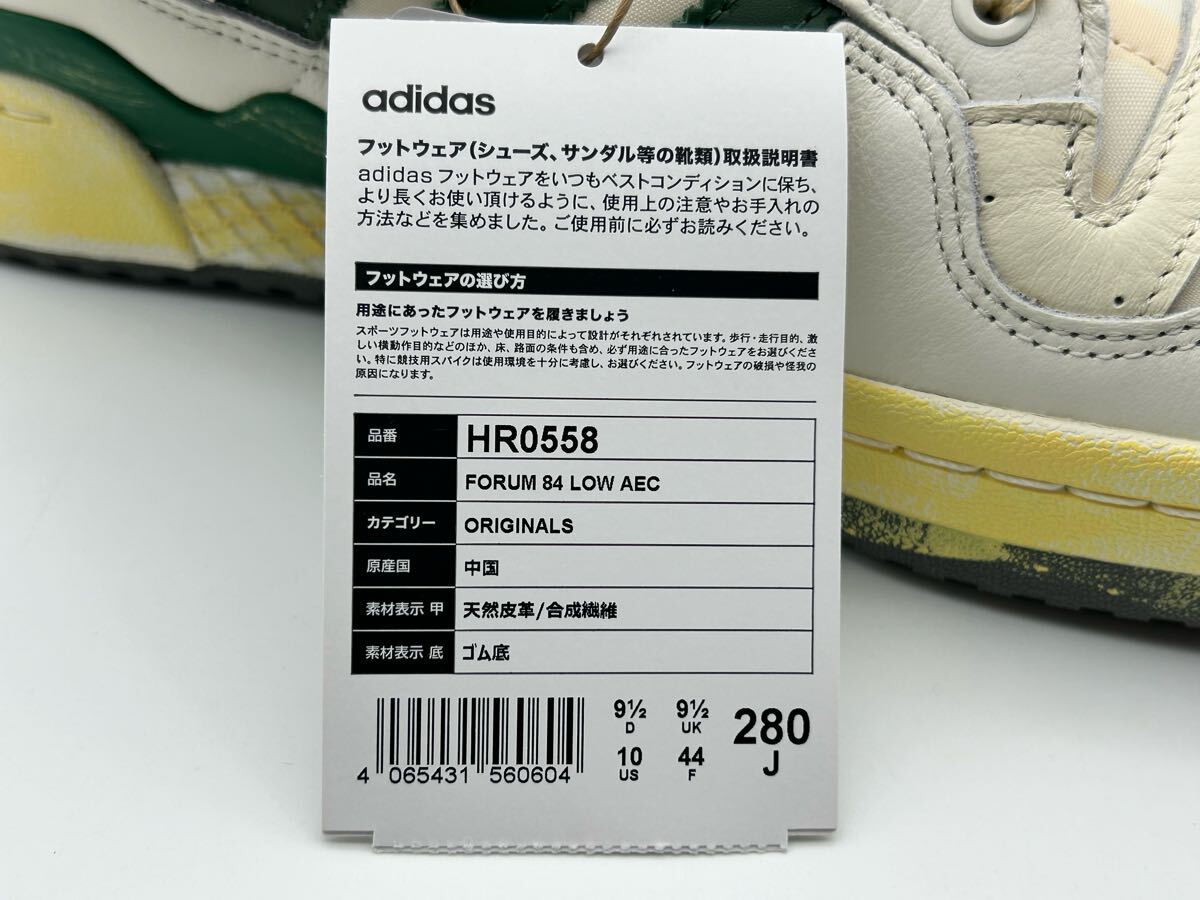 adidas
フットウェア(シューズ、サンダル等の靴類)取扱説明書
adidas フットウェアをいつもベストコンディションに保ち、
より長くお使い頂けるように、使用上の注意やお手入れの
方法などを集めました。ご使用前に必ずお読みください。
フットウェアの選び方
用途にあったフットウェアを履きましょう
スポーツフットウェアは用途や使用目的によって設計がそれぞれされています。歩行・走行目的、激
しい横動作目的などのほか、床、路面の条件も含め、必ず用途に合ったフットウェアをお選びくださ
い。特に競技用スパイクは使用環境を十分に考慮し、お選びください。フットウェアの破損や怪我の
原因になります。
品番 HR0558
品名 FORUM 84 LOW AEC
カテゴリー ORIGINALS
原産国 中国
素材表示 甲 天然皮革/合成繊維
素材表示 底 ゴム底
9½ 9½ 280
D UK J
10 44
US F
4 065431 560604